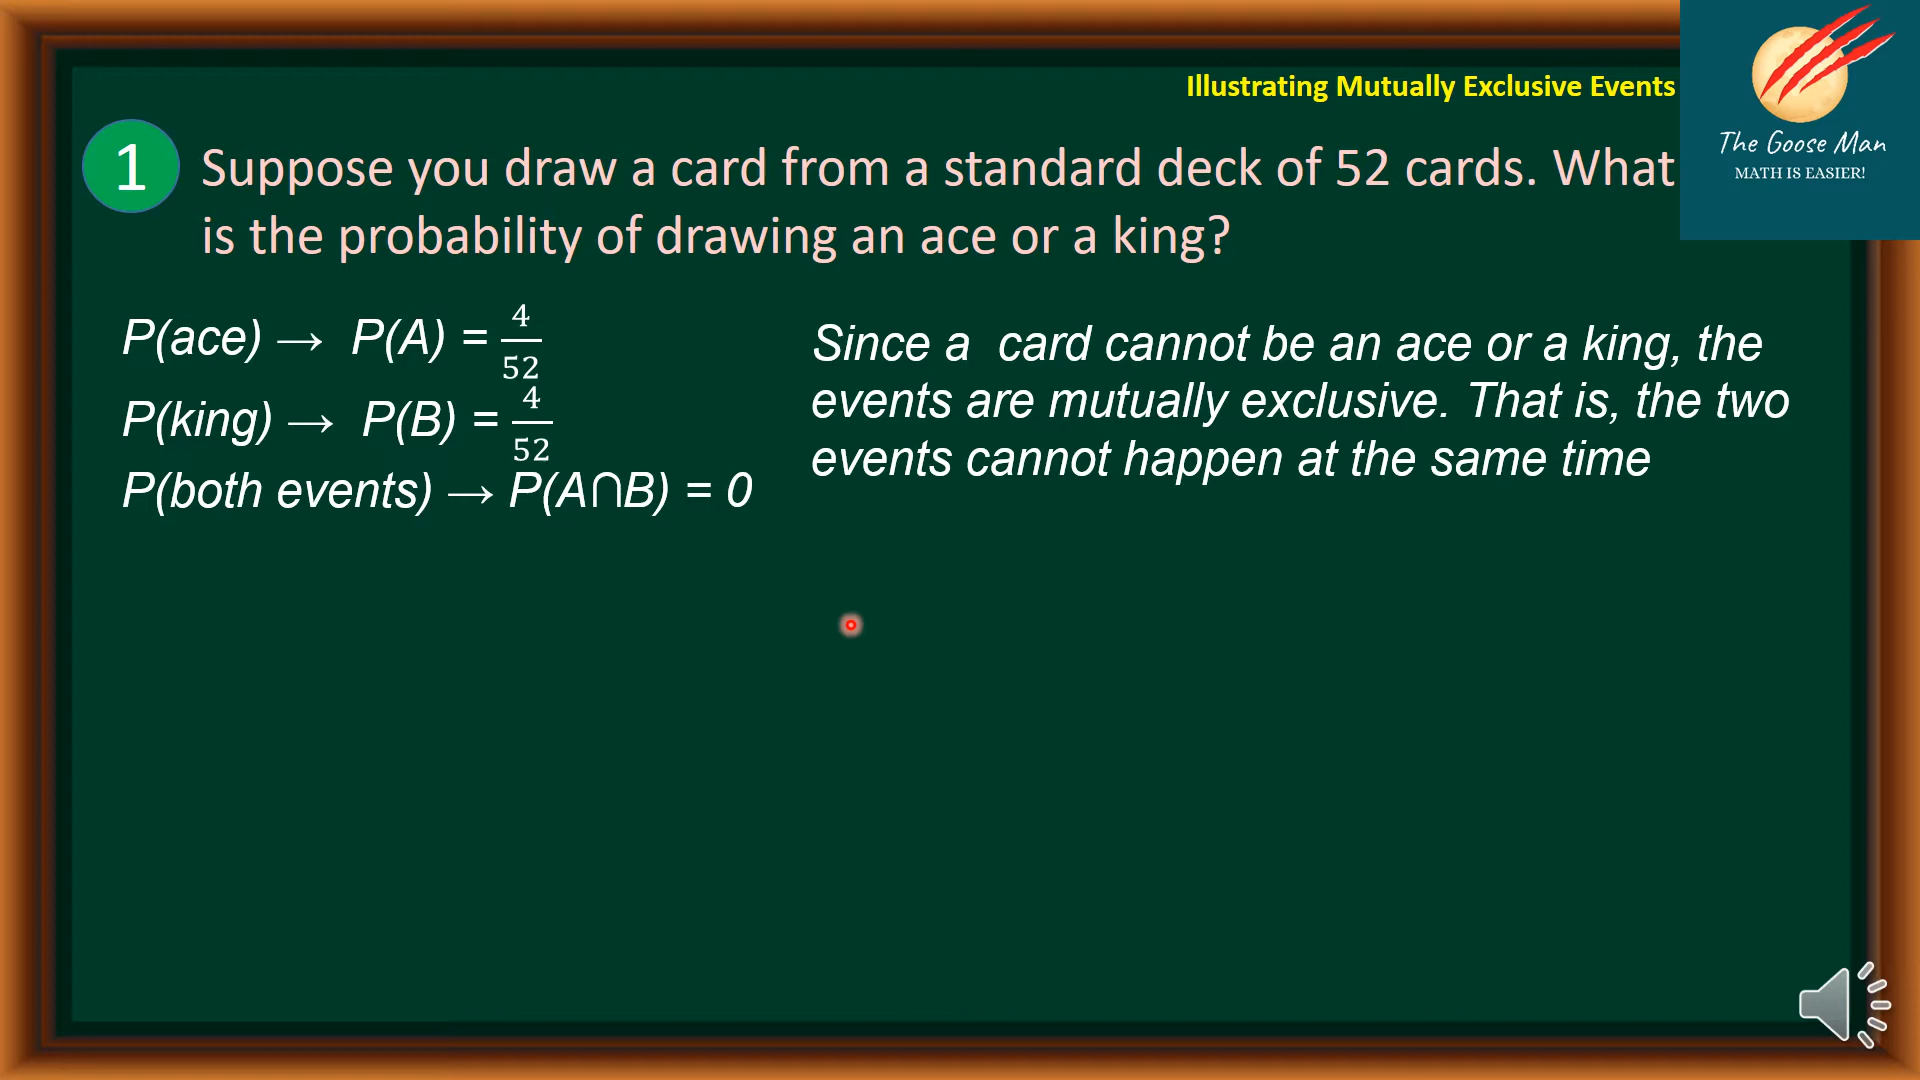 Illustrating Mutually Exclusive Events
The Goose Man
MATH IS EASIER!
1 Suppose you draw a card from a standard deck of 52 cards. What
is the probability of drawing an ace or a king?
P(ace) → P(A) = 4/52
P(king) → P(B) = 4/52
P(both events) → P(A∩B) = 0
Since a card cannot be an ace or a king, the
events are mutually exclusive. That is, the two
events cannot happen at the same time